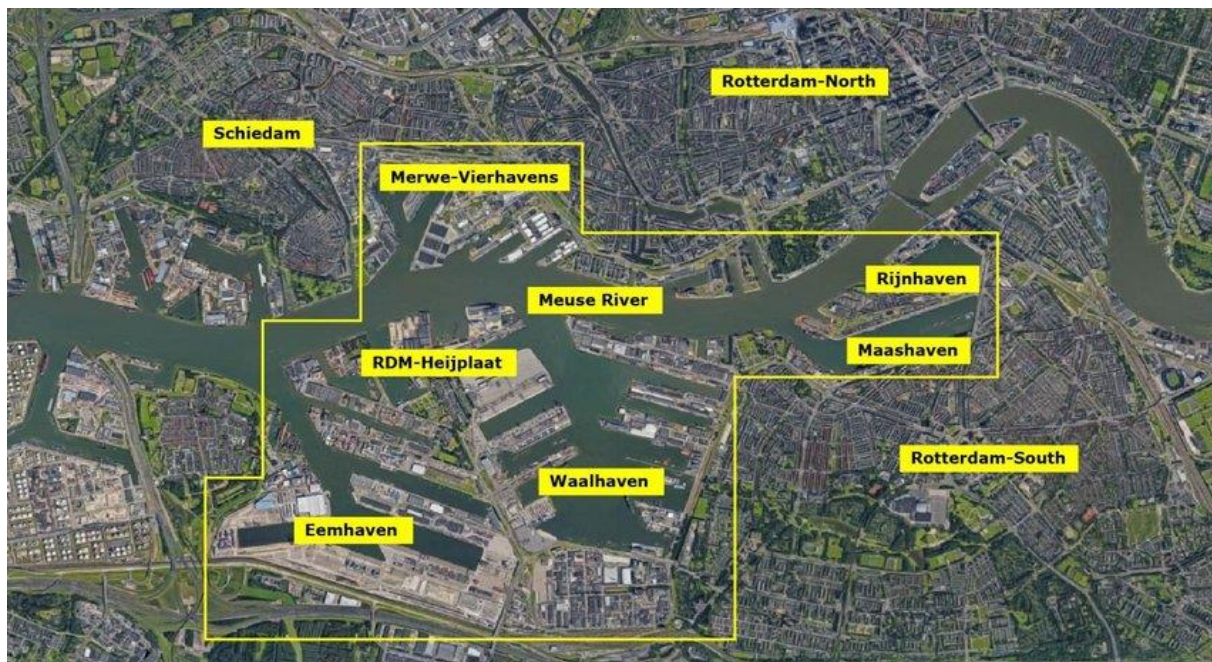 Rotterdam-North
Schiedam
Merwe-Vierhavens
Rijnhaven
Meuse River
Maashaven
RDM-Heijplaat
Rotterdam-South
Waalhaven
Eemhaven